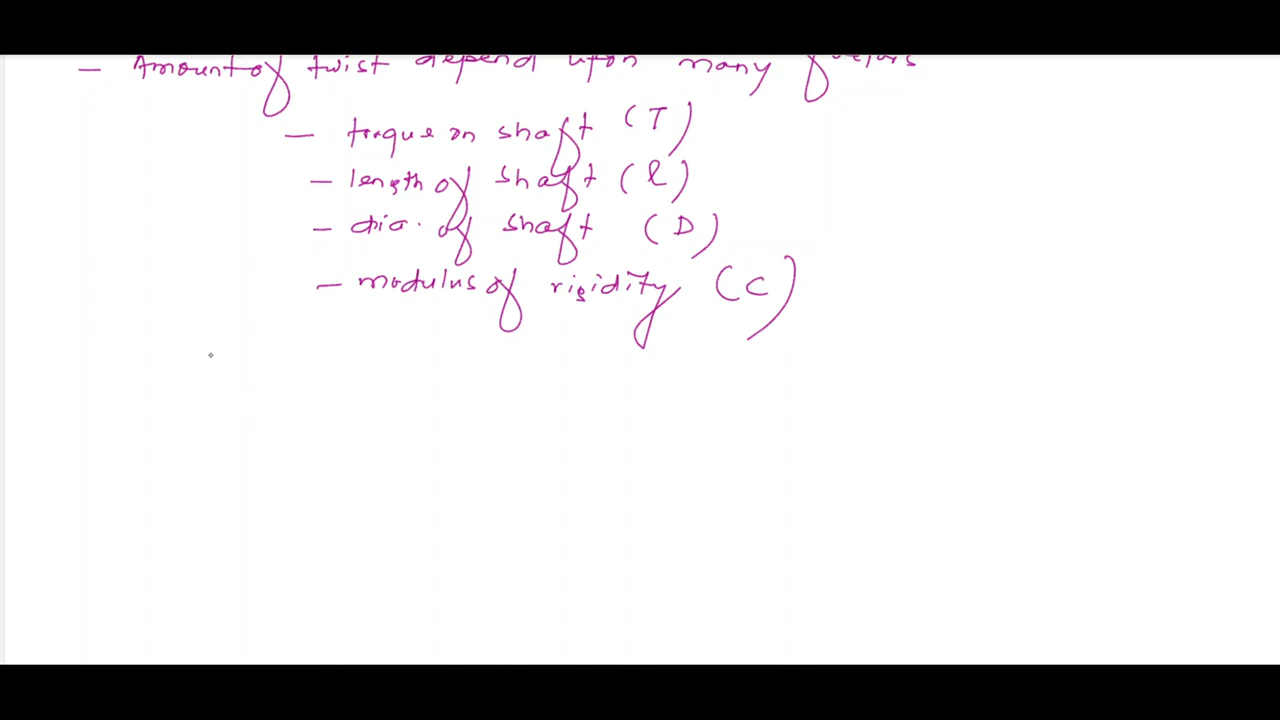 - Amount of twist depend upon many factors
- torque on shaft (T)
- length of shaft (l)
- dia. of shaft (D)
- modulus of rigidity (C)